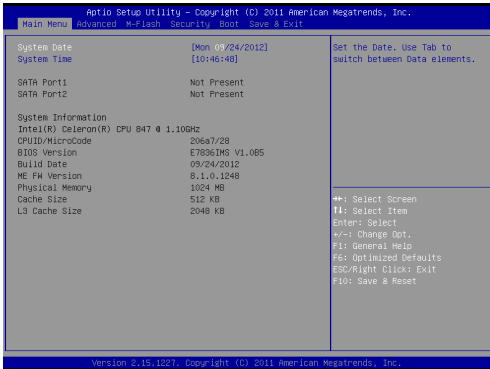 Aptio Setup Utility - Copyright (C) 2011 American Megatrends, Inc.
Main Menu Advanced M-Flash Security Boot Save & Exit
System Date [Mon 09/24/2012]
System Time [10:46:48]
SATA Port1 Not Present
SATA Port2 Not Present
System Information
Intel(R) Celeron(R) CPU 847 @ 1.10GHz
CPUID/MicroCode 206a7/28
BIOS Version E7836IMS V1.0B5
Build Date 09/24/2012
ME FW Version 8.1.0.1248
Physical Memory 1024 MB
Cache Size 512 KB
L3 Cache Size 2048 KB
Set the Date. Use Tab to
switch between Data elements.
→←: Select Screen
↑↓: Select Item
Enter: Select
+/-: Change Opt.
F1: General Help
F6: Optimized Defaults
ESC/Right Click: Exit
F10: Save & Reset
Version 2.15.1227. Copyright (C) 2011 American Megatrends, Inc.